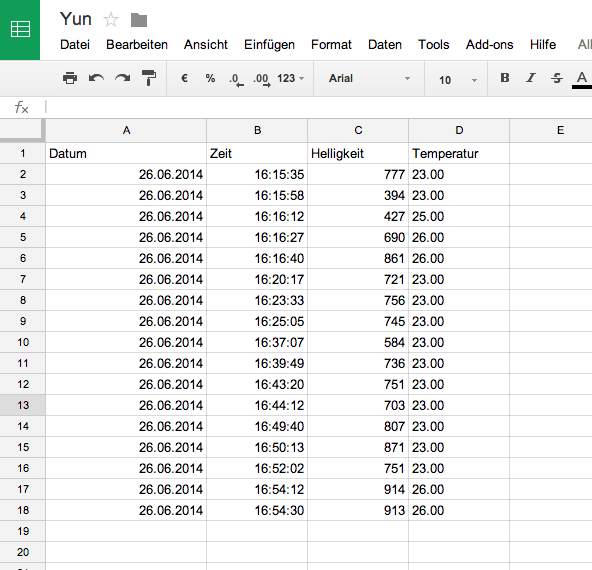 Yun
Datei Bearbeiten Ansicht Einfügen Format Daten Tools Add-ons Hilfe All
€ % .0 .00 123 Arial 10 B I S A
fx
A B C D E
1 Datum Zeit Helligkeit Temperatur
2 26.06.2014 16:15:35 777 23.00
3 26.06.2014 16:15:58 394 23.00
4 26.06.2014 16:16:12 427 25.00
5 26.06.2014 16:16:27 690 26.00
6 26.06.2014 16:16:40 861 26.00
7 26.06.2014 16:20:17 721 23.00
8 26.06.2014 16:23:33 756 23.00
9 26.06.2014 16:25:05 745 23.00
10 26.06.2014 16:37:07 584 23.00
11 26.06.2014 16:39:49 736 23.00
12 26.06.2014 16:43:20 751 23.00
13 26.06.2014 16:44:12 703 23.00
14 26.06.2014 16:49:40 807 23.00
15 26.06.2014 16:50:13 871 23.00
16 26.06.2014 16:52:02 751 23.00
17 26.06.2014 16:54:12 914 26.00
18 26.06.2014 16:54:30 913 26.00
19
20